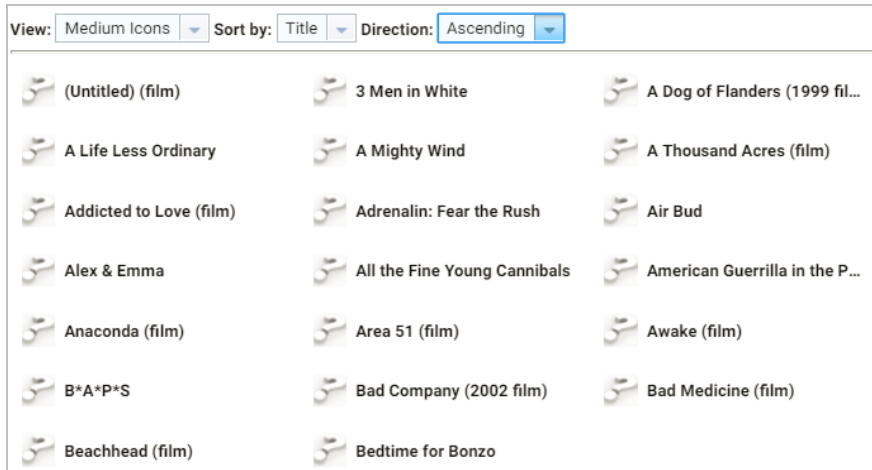 View: Medium Icons Sort by: Title Direction: Ascending
(Untitled) (film) 3 Men in White A Dog of Flanders (1999 fil...
A Life Less Ordinary A Mighty Wind A Thousand Acres (film)
Addicted to Love (film) Adrenalin: Fear the Rush Air Bud
Alex & Emma All the Fine Young Cannibals American Guerrilla in the P...
Anaconda (film) Area 51 (film) Awake (film)
B*A*P*S Bad Company (2002 film) Bad Medicine (film)
Beachhead (film) Bedtime for Bonzo